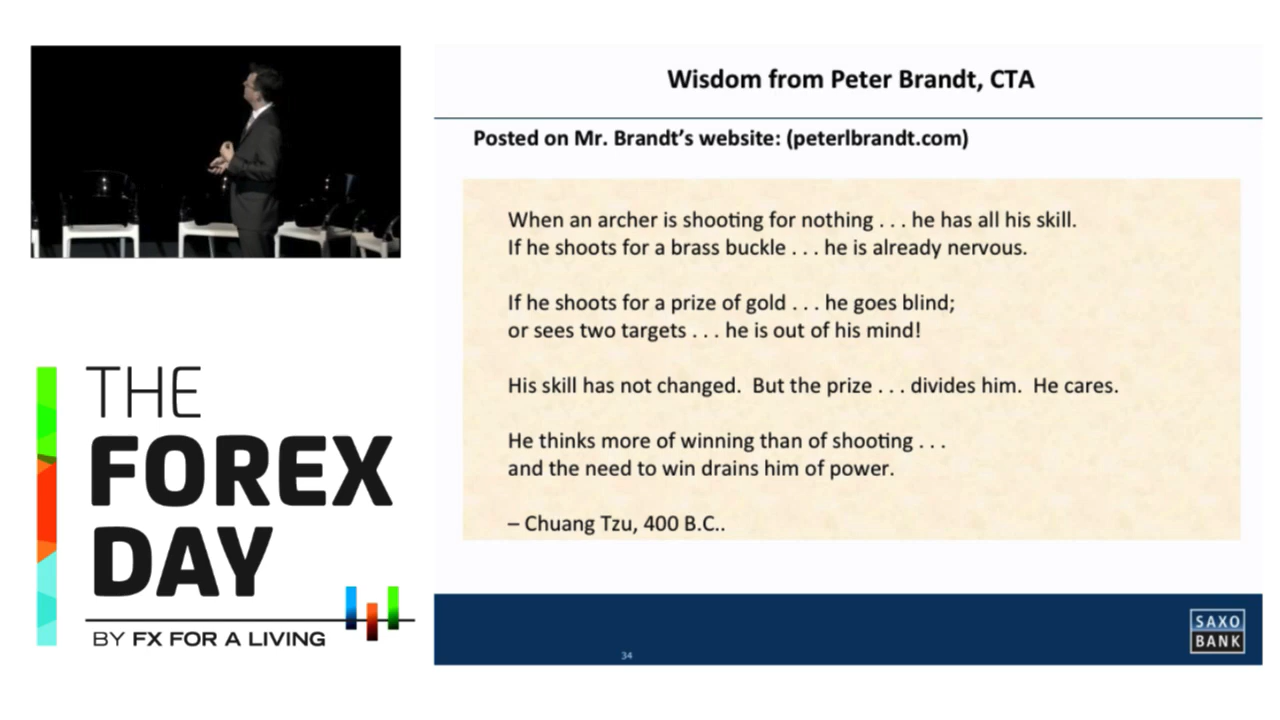 Wisdom from Peter Brandt, CTA
Posted on Mr. Brandt's website: (peterlbrandt.com)
When an archer is shooting for nothing . . . he has all his skill.
If he shoots for a brass buckle . . . he is already nervous.
If he shoots for a prize of gold . . . he goes blind;
or sees two targets . . . he is out of his mind!
His skill has not changed.  But the prize . . . divides him.  He cares.
He thinks more of winning than of shooting . . .
and the need to win drains him of power.
– Chuang Tzu, 400 B.C..
34
SAXO
BANK
THE
FOREX
DAY
BY FX FOR A LIVING